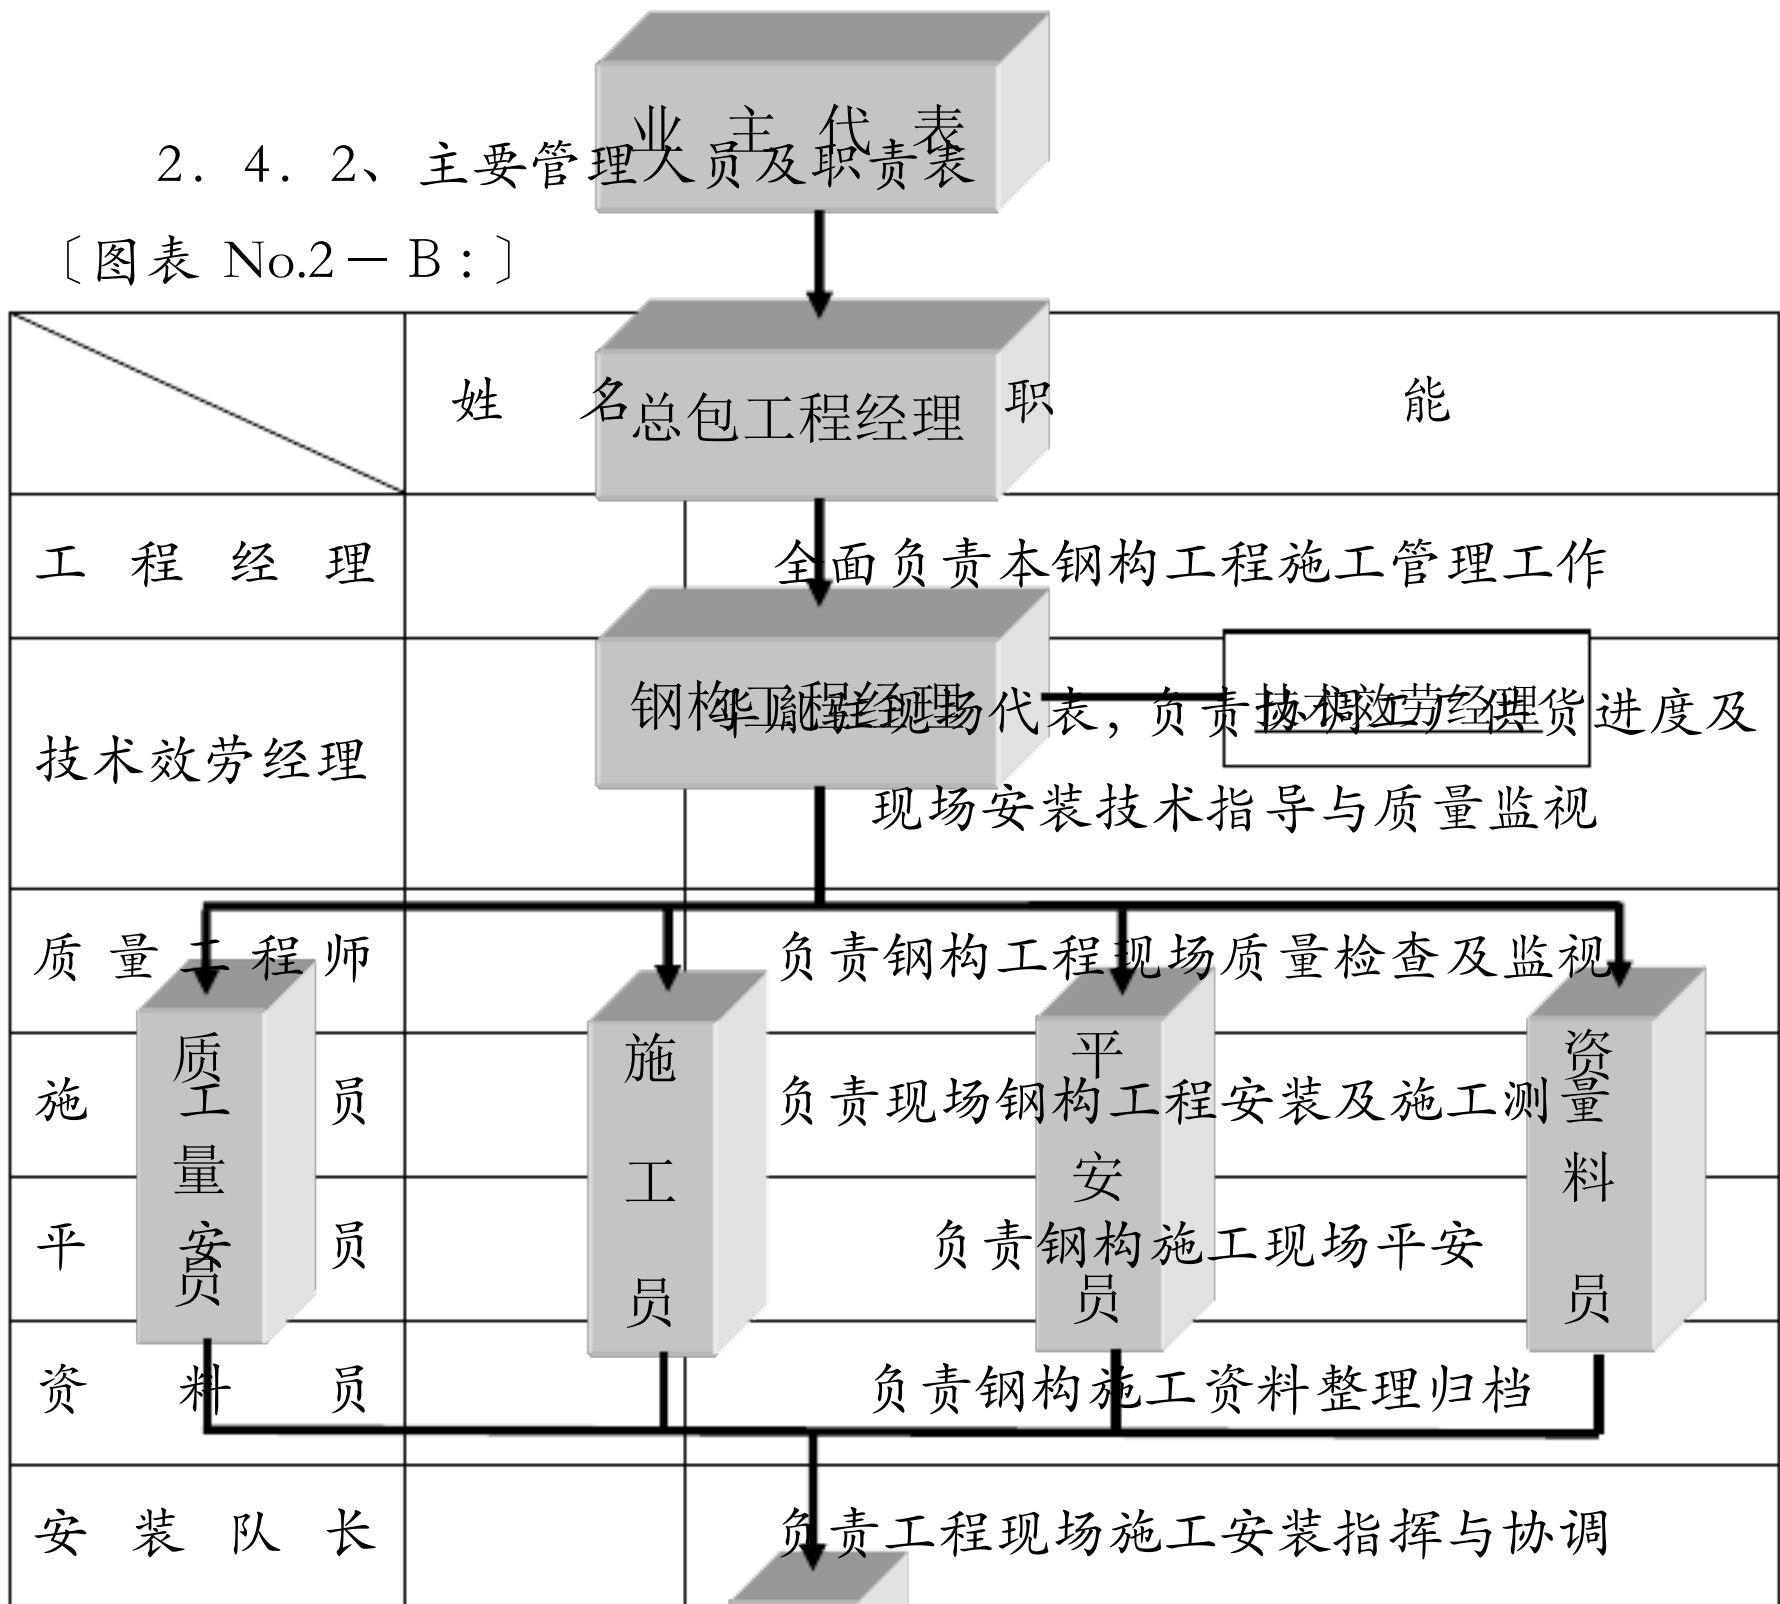 业 主 代 表
2. 4. 2、主要管理人员及职责表
〔图表 No.2－B:〕
姓 名 职 能
总包工程经理
工 程 经 理 全面负责本钢构工程施工管理工作
钢构工程经理
技术效劳经理
技术效劳经理
驻现场代表，负责协调工厂供货进度及
现场安装技术指导与质量监视
质 量 工 程 师 负责钢构工程现场质量检查及监视
施 工 员 负责现场钢构工程安装及施工测量
平 安 员 负责钢构施工现场平安
资 料 员 负责钢构施工资料整理归档
质量员
施工员
平安员
资料员
安 装 队 长 负责工程现场施工安装指挥与协调